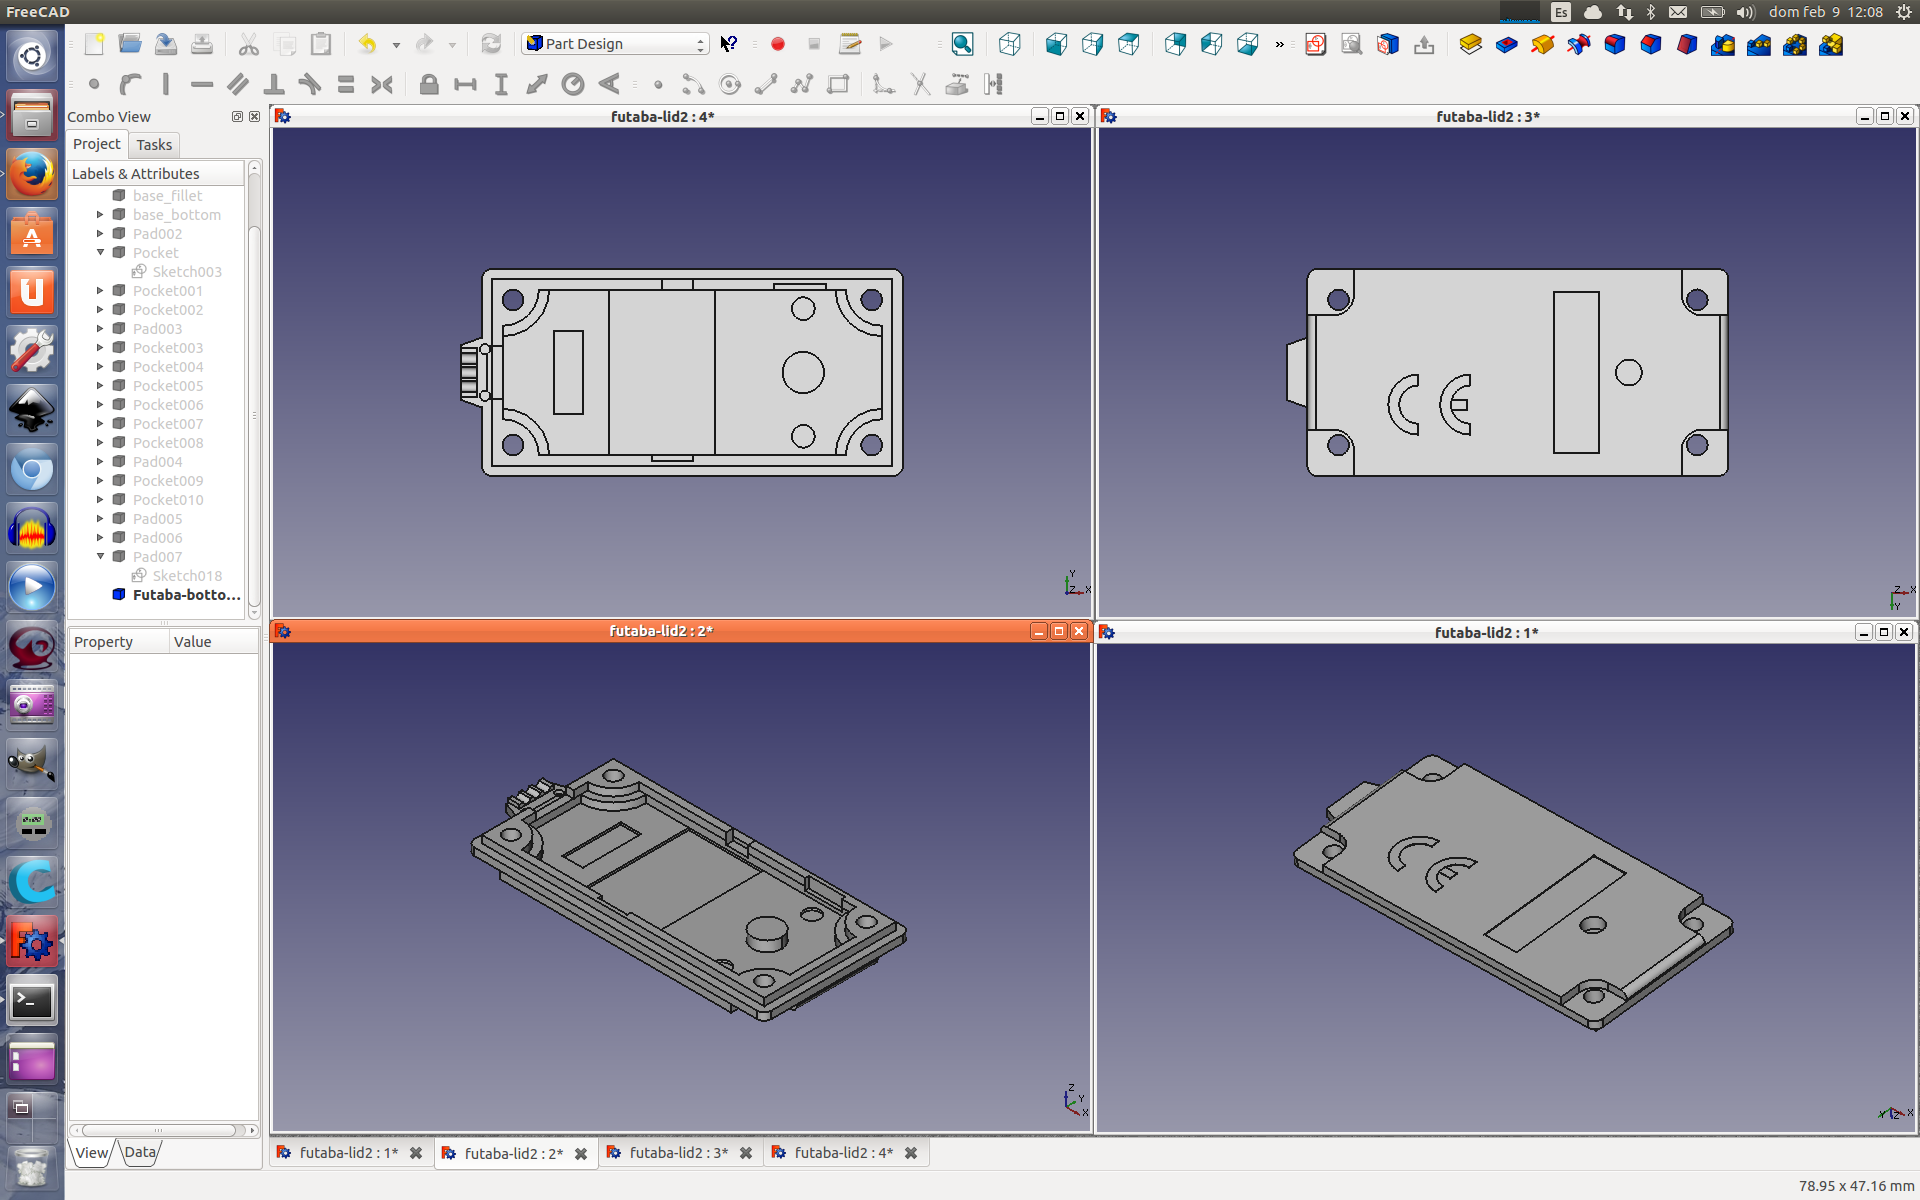 FreeCAD
Es
dom feb 9 12:08
Part Design
Combo View
Project
Tasks
Labels & Attributes
base_fillet
base_bottom
Pad002
Pocket
Sketch003
Pocket001
Pocket002
Pad003
Pocket003
Pocket004
Pocket005
Pocket006
Pocket007
Pocket008
Pad004
Pocket009
Pocket010
Pad005
Pad006
Pad007
Sketch018
Futaba-botto...
Property
Value
View
Data
futaba-lid2 : 4*
Y
Z
X
futaba-lid2 : 3*
CE
Z
X
Y
futaba-lid2 : 2*
Z
Y
X
futaba-lid2 : 1*
CE
Y
Z
X
futaba-lid2 : 1*
futaba-lid2 : 2*
futaba-lid2 : 3*
futaba-lid2 : 4*
78.95 x 47.16 mm